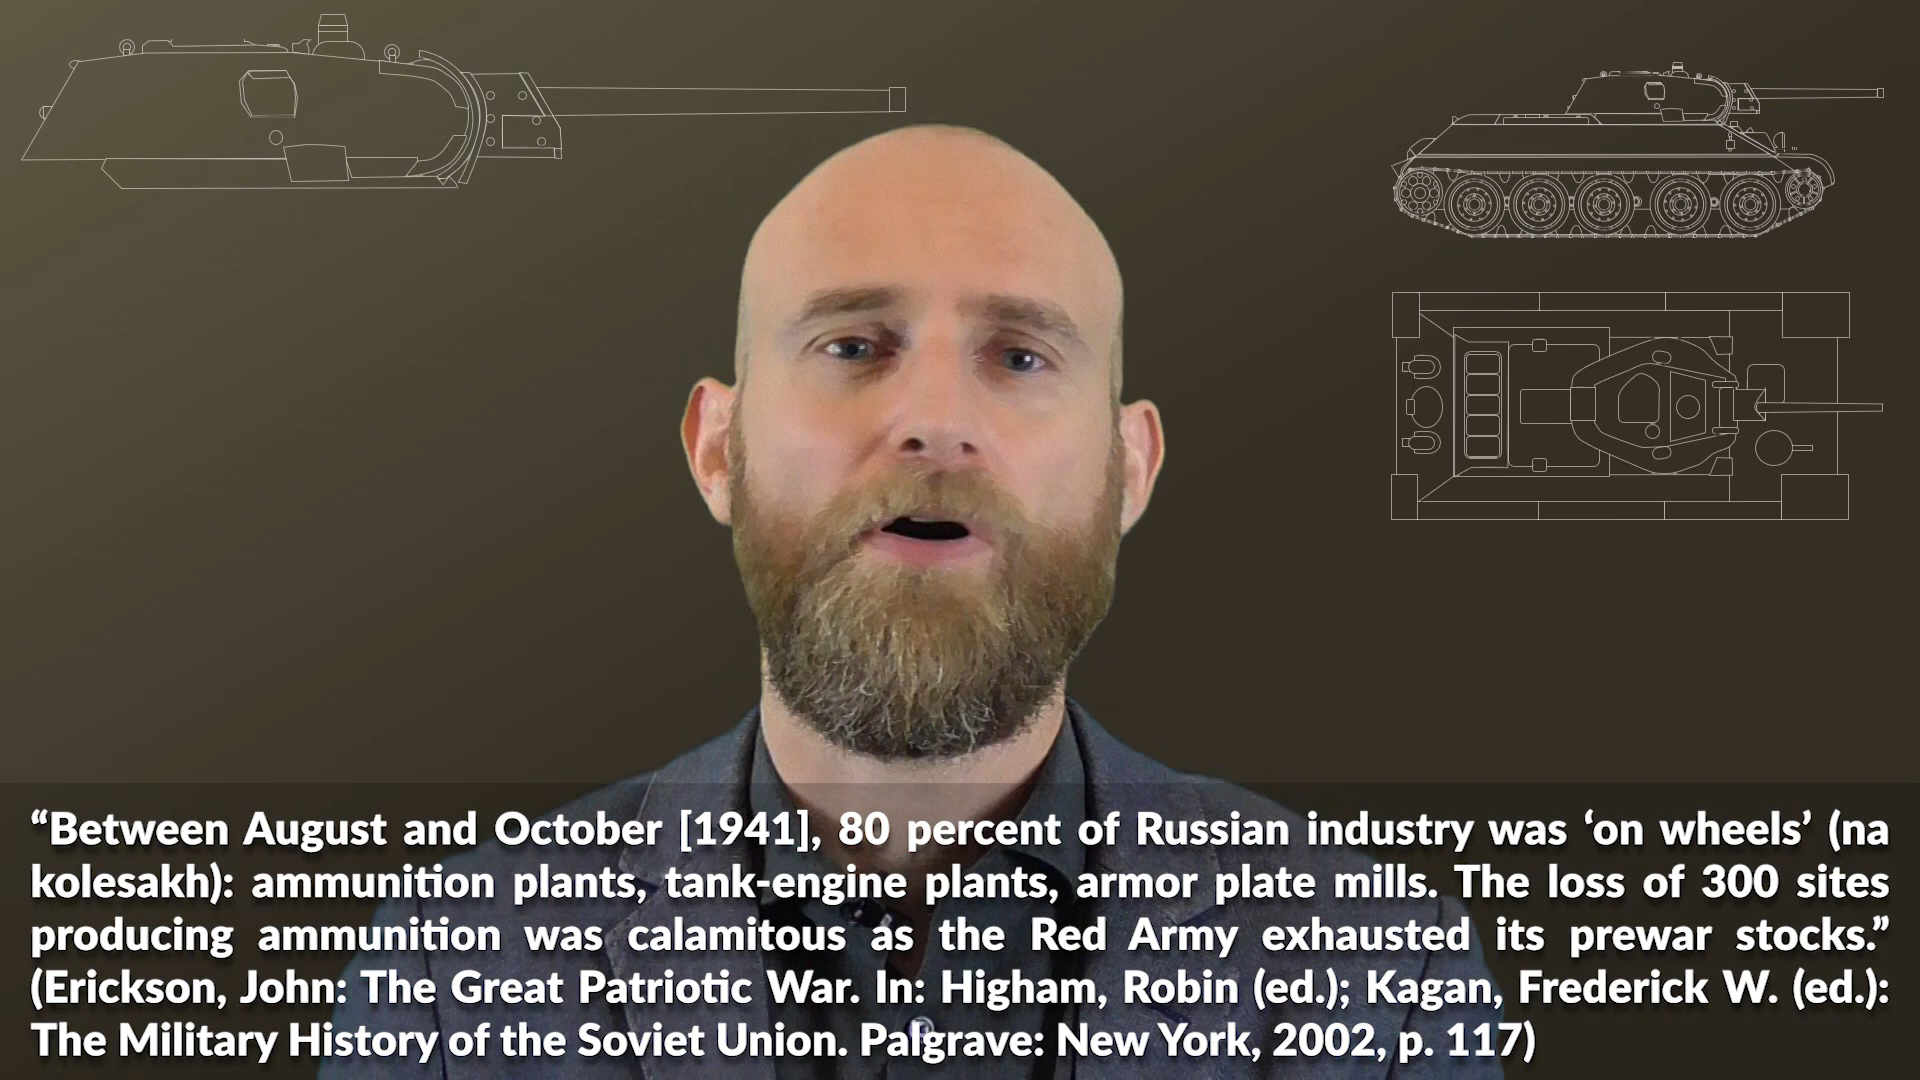 “Between August and October [1941], 80 percent of Russian industry was ‘on wheels’ (na
kolesakh): ammunition plants, tank-engine plants, armor plate mills. The loss of 300 sites
producing ammunition was calamitous as the Red Army exhausted its prewar stocks.”
(Erickson, John: The Great Patriotic War. In: Higham, Robin (ed.); Kagan, Frederick W. (ed.):
The Military History of the Soviet Union. Palgrave: New York, 2002, p. 117)